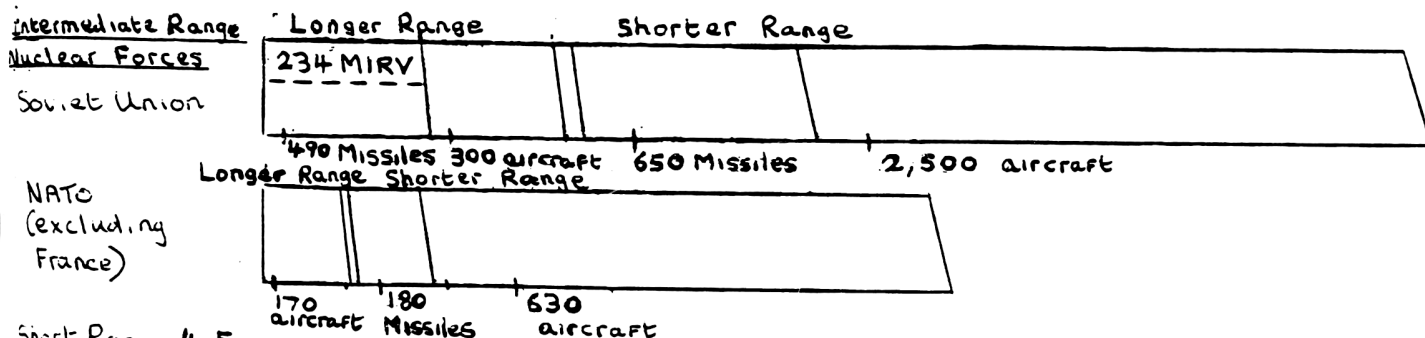 Intermediate Range Longer Range Shorter Range
Nuclear Forces 234 MIRV
Soviet Union
490 Missiles 300 aircraft 650 Missiles 2,500 aircraft
Longer Range Shorter Range
NATO
(excluding
France)
170 180 630
aircraft Missiles aircraft
Short